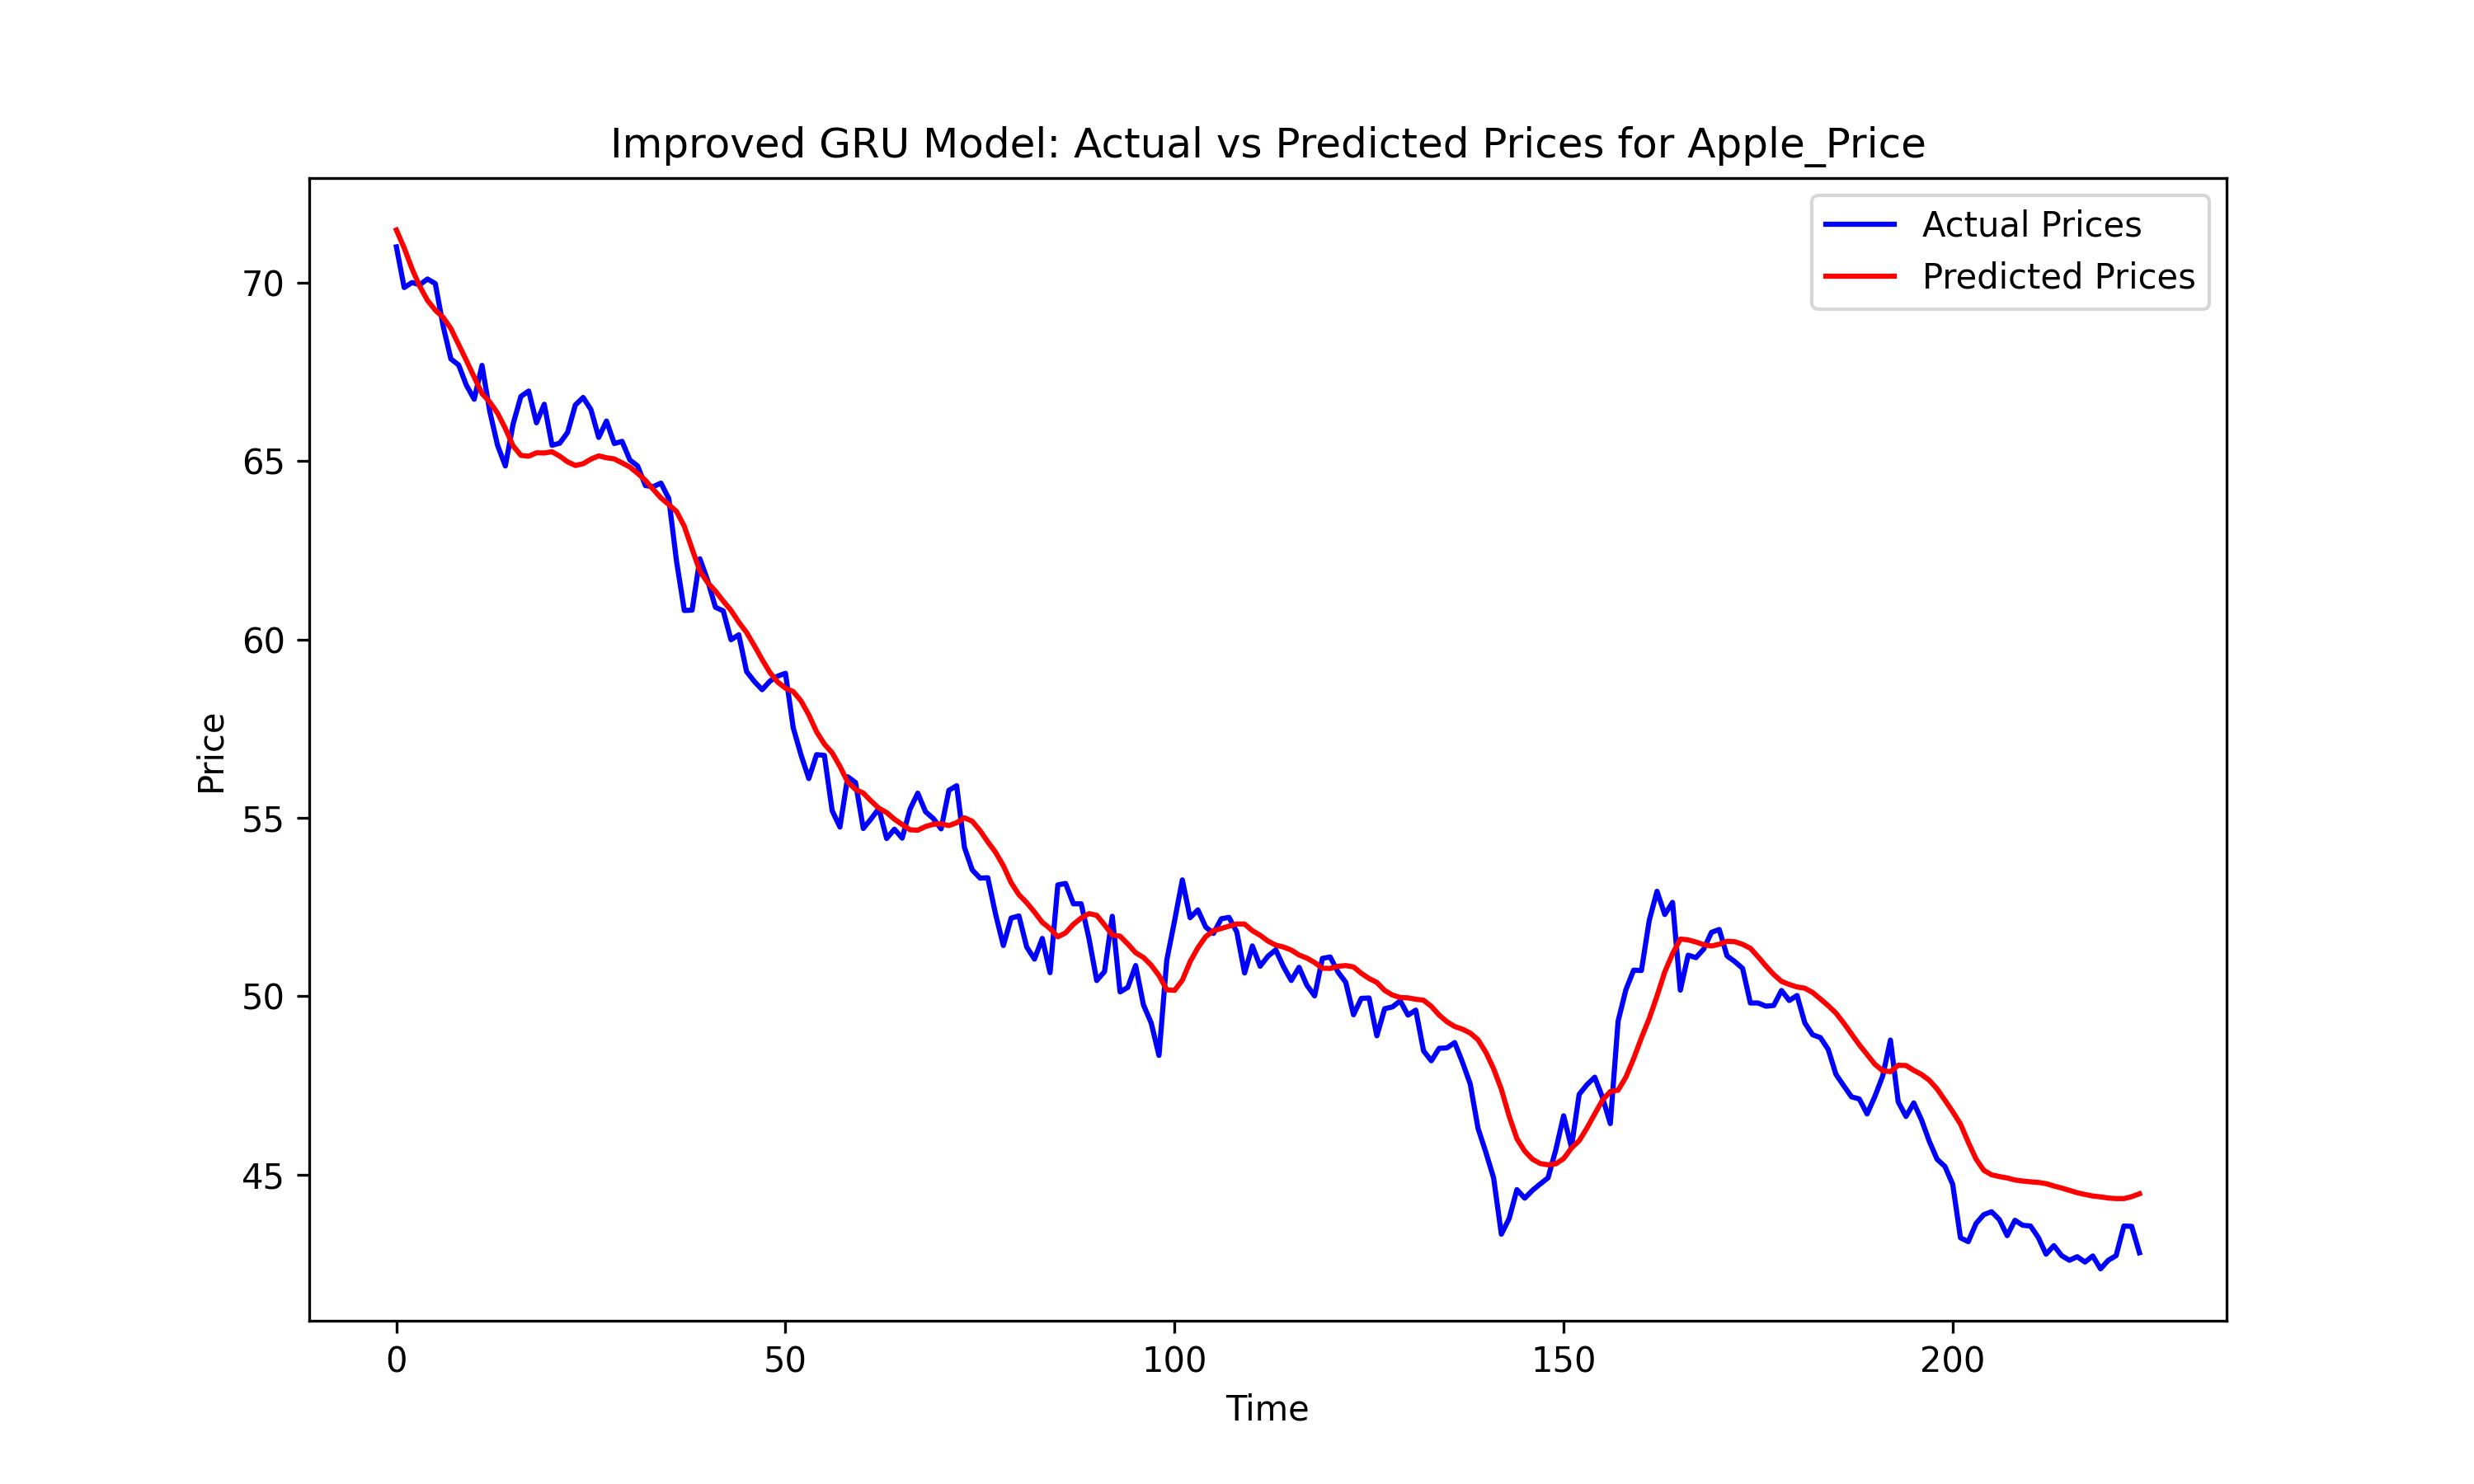 Improved GRU Model: Actual vs Predicted Prices for Apple_Price
Actual Prices
Predicted Prices
70
65
60
55
50
45
Price
0 50 100 150 200
Time